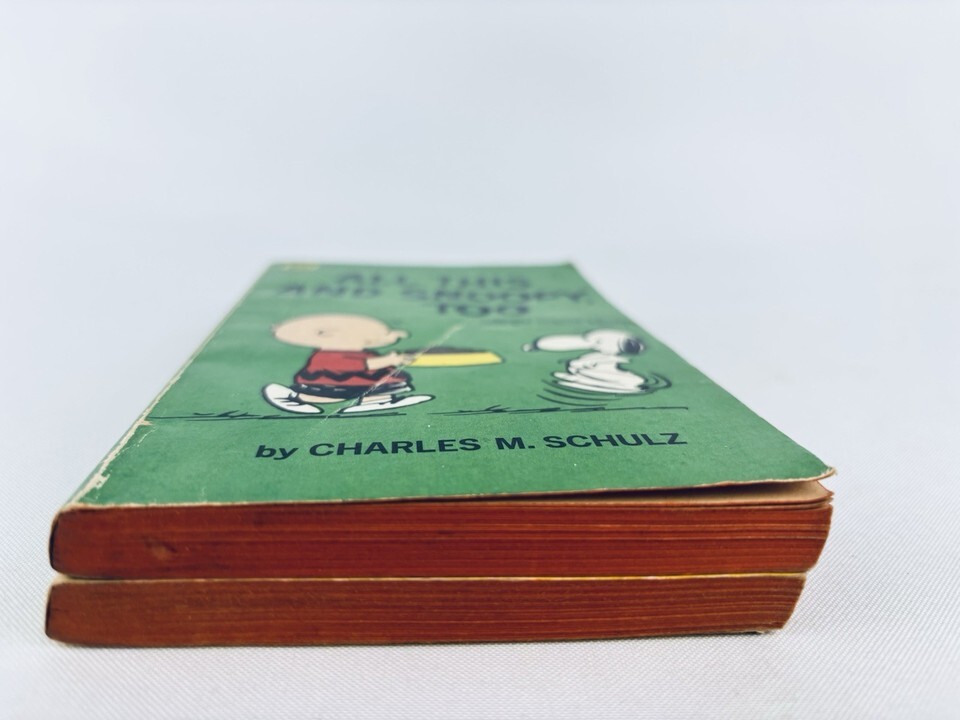 ALL THIS
AND SNOOPY,
TOO
by CHARLES M. SCHULZ